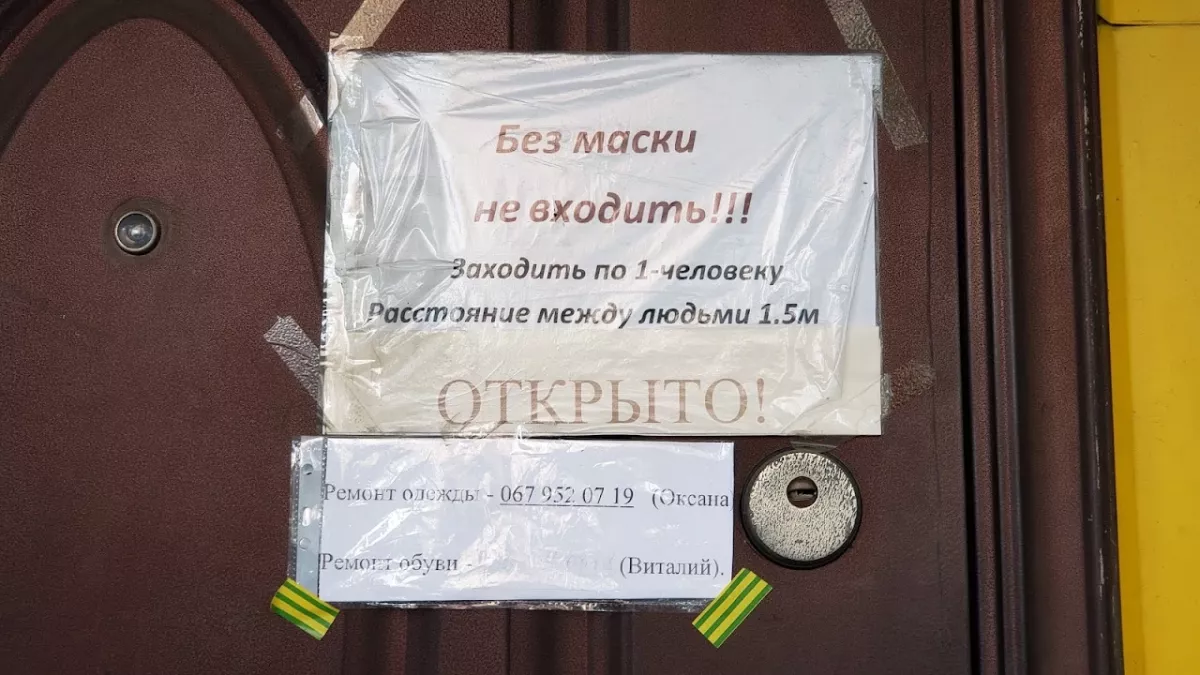 Без маски
не входить!!!
Заходить по 1-человеку
Расстояние между людьми 1.5м
ОТКРЫТО!
Ремонт одежды - 067 952 07 19 (Оксана
Ремонт обуви - (Виталий).